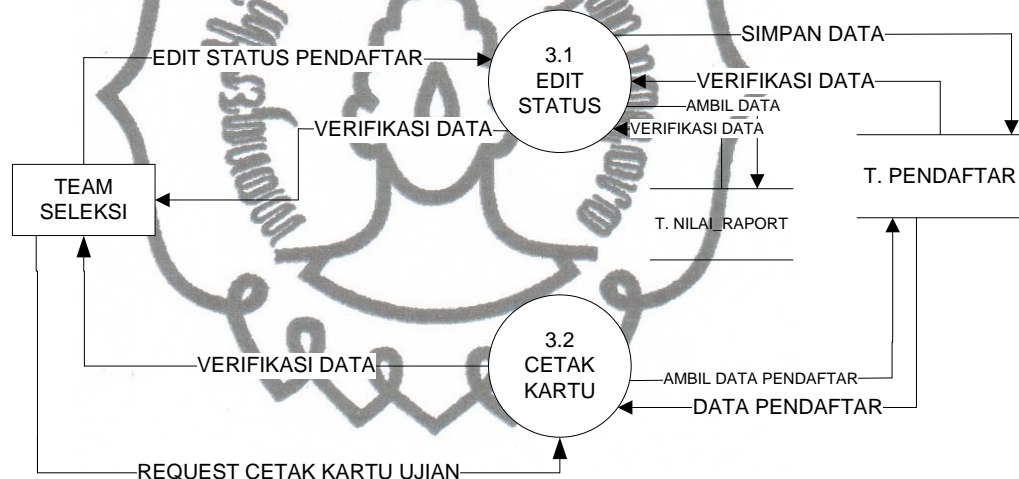 SIMPAN DATA
EDIT STATUS PENDAFTAR
3.1
EDIT
STATUS
VERIFIKASI DATA
AMBIL DATA
VERIFIKASI DATA
VERIFIKASI DATA
TEAM
SELEKSI
T. PENDAFTAR
T. NILAI_RAPORT
3.2
CETAK
KARTU
VERIFIKASI DATA
AMBIL DATA PENDAFTAR
DATA PENDAFTAR
REQUEST CETAK KARTU UJIAN